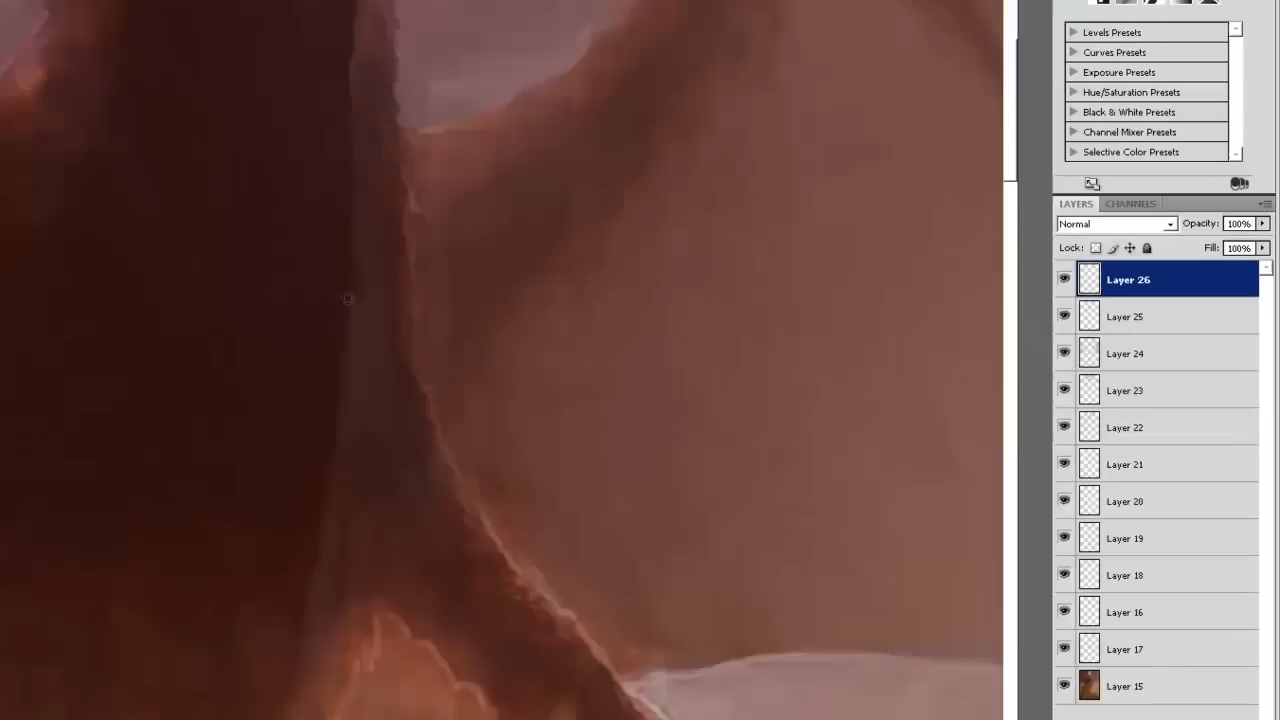 Levels Presets
Curves Presets
Exposure Presets
Hue/Saturation Presets
Black & White Presets
Channel Mixer Presets
Selective Color Presets
LAYERS CHANNELS
Normal Opacity: 100%
Lock: Fill: 100%
Layer 26
Layer 25
Layer 24
Layer 23
Layer 22
Layer 21
Layer 20
Layer 19
Layer 18
Layer 16
Layer 17
Layer 15